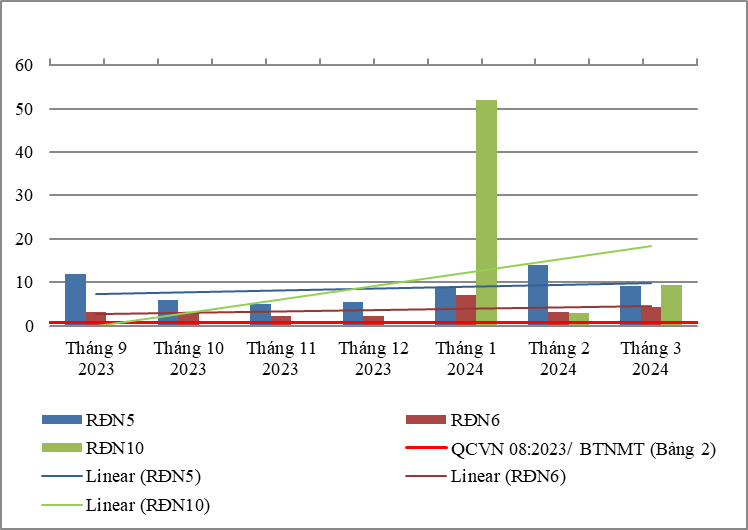 60
50
40
30
20
10
0
Tháng 9 2023
Tháng 10 2023
Tháng 11 2023
Tháng 12 2023
Tháng 1 2024
Tháng 2 2024
Tháng 3 2024
RĐN5
RĐN6
RĐN10
QCVN 08:2023/ BTNMT (Bảng 2)
Linear (RĐN5)
Linear (RĐN6)
Linear (RĐN10)